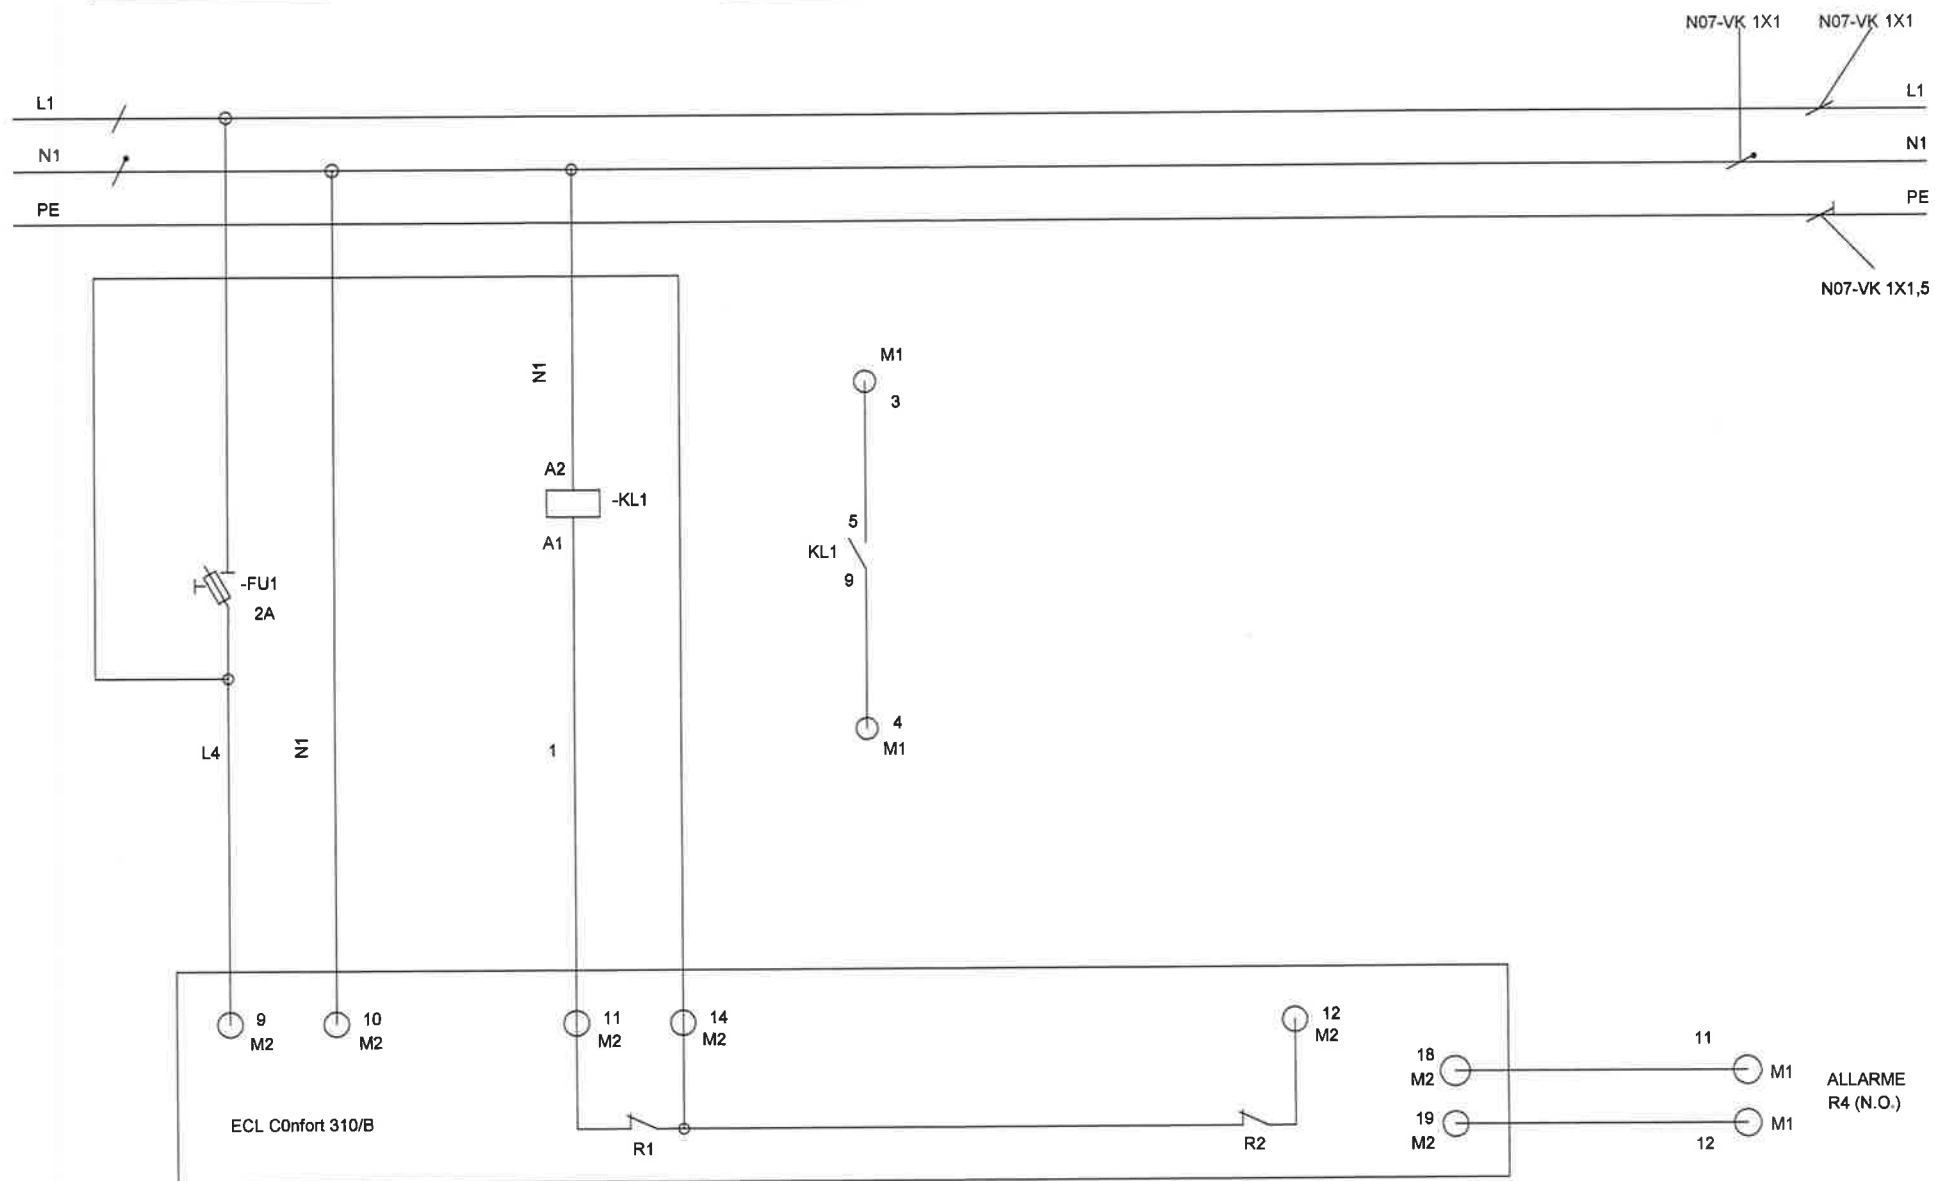 N07-VK 1X1
N07-VK 1X1
L1
L1
N1
N1
PE
PE
N07-VK 1X1,5
M1
3
N1
A2
-KL1
A1
5
KL1
9
-FU1
2A
4
M1
L4
N1
1
9
M2
10
M2
11
M2
14
M2
12
M2
18
M2
11
M1
ALLARME
R4 (N.O.)
19
M2
12
M1
ECL C0nfort 310/B
R1
R2